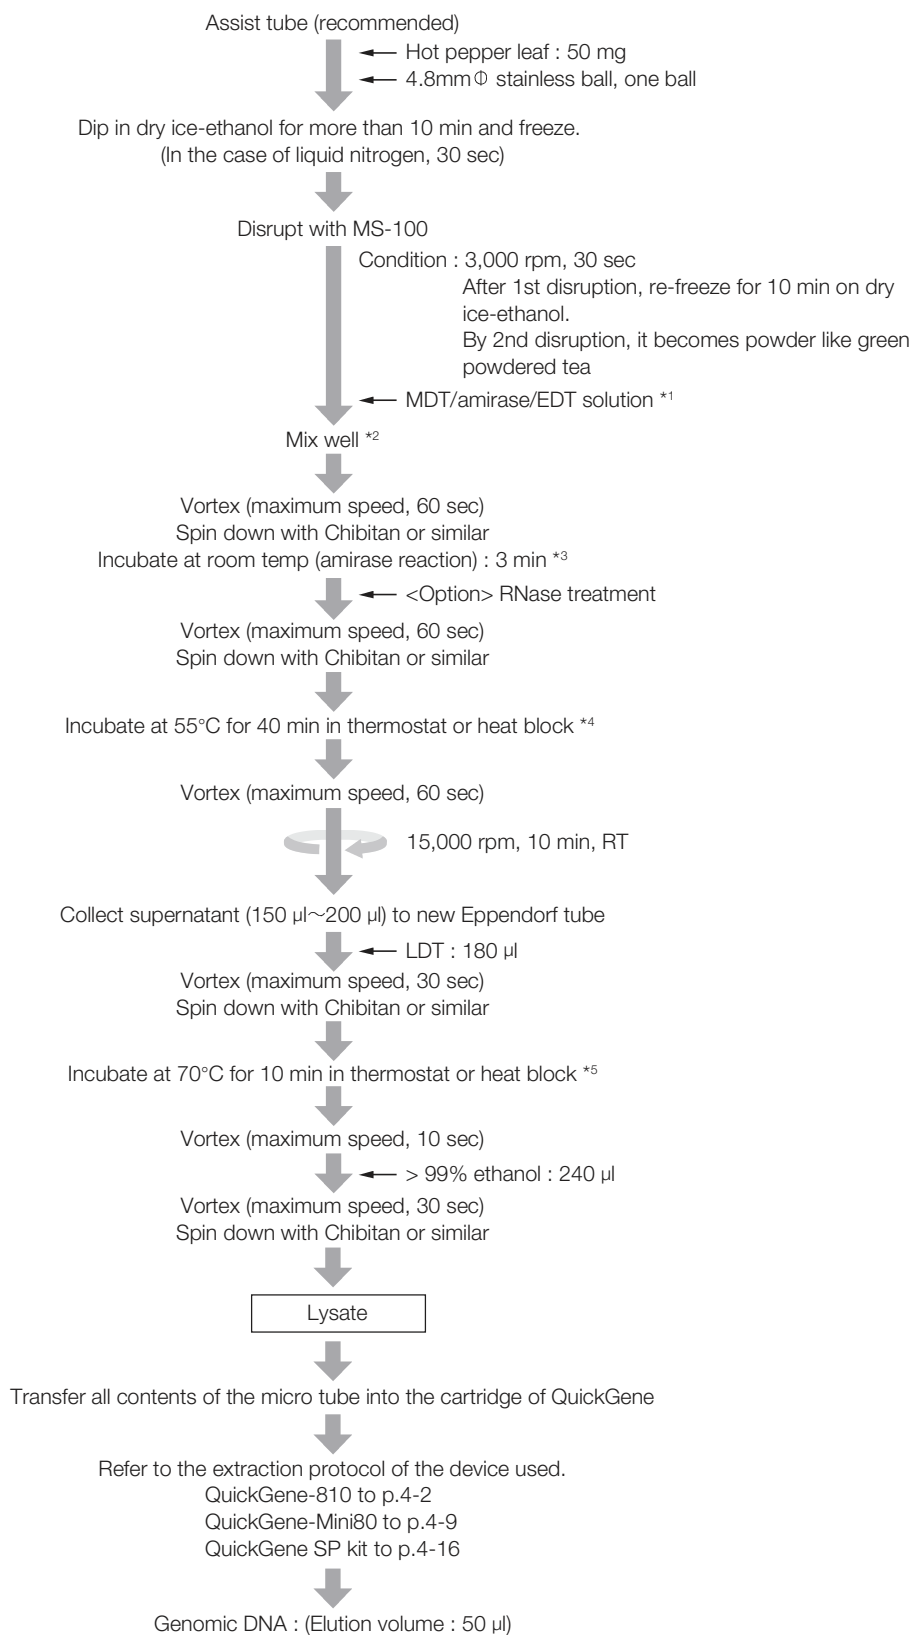 Assist tube (recommended)
Hot pepper leaf : 50 mg
4.8mmΦ stainless ball, one ball
Dip in dry ice-ethanol for more than 10 min and freeze.
(In the case of liquid nitrogen, 30 sec)
Disrupt with MS-100
Condition : 3,000 rpm, 30 sec
After 1st disruption, re-freeze for 10 min on dry
ice-ethanol.
By 2nd disruption, it becomes powder like green
powdered tea
MDT/amirase/EDT solution *1
Mix well *2
Vortex (maximum speed, 60 sec)
Spin down with Chibitan or similar
Incubate at room temp (amirase reaction) : 3 min *3
<Option> RNase treatment
Vortex (maximum speed, 60 sec)
Spin down with Chibitan or similar
Incubate at 55°C for 40 min in thermostat or heat block *4
Vortex (maximum speed, 60 sec)
15,000 rpm, 10 min, RT
Collect supernatant (150 µl～200 µl) to new Eppendorf tube
LDT : 180 µl
Vortex (maximum speed, 30 sec)
Spin down with Chibitan or similar
Incubate at 70°C for 10 min in thermostat or heat block *5
Vortex (maximum speed, 10 sec)
> 99% ethanol : 240 µl
Vortex (maximum speed, 30 sec)
Spin down with Chibitan or similar
Lysate
Transfer all contents of the micro tube into the cartridge of QuickGene
Refer to the extraction protocol of the device used.
QuickGene-810 to p.4-2
QuickGene-Mini80 to p.4-9
QuickGene SP kit to p.4-16
Genomic DNA : (Elution volume : 50 µl)